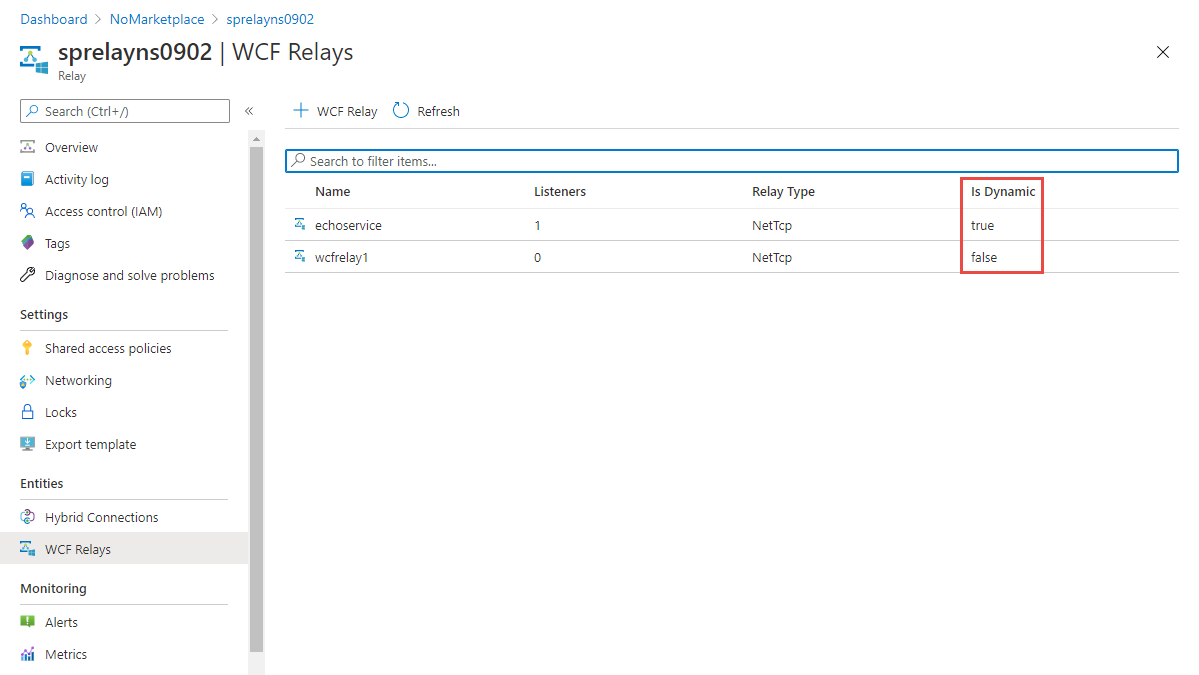 Dashboard > NoMarketplace > sprelayns0902
sprelayns0902 | WCF Relays
Relay
Search (Ctrl+/) «
Overview
Activity log
Access control (IAM)
Tags
Diagnose and solve problems
Settings
Shared access policies
Networking
Locks
Export template
Entities
Hybrid Connections
WCF Relays
Monitoring
Alerts
Metrics
+ WCF Relay Refresh
Search to filter items...
Name Listeners Relay Type Is Dynamic
echoservice 1 NetTcp true
wcfrelay1 0 NetTcp false